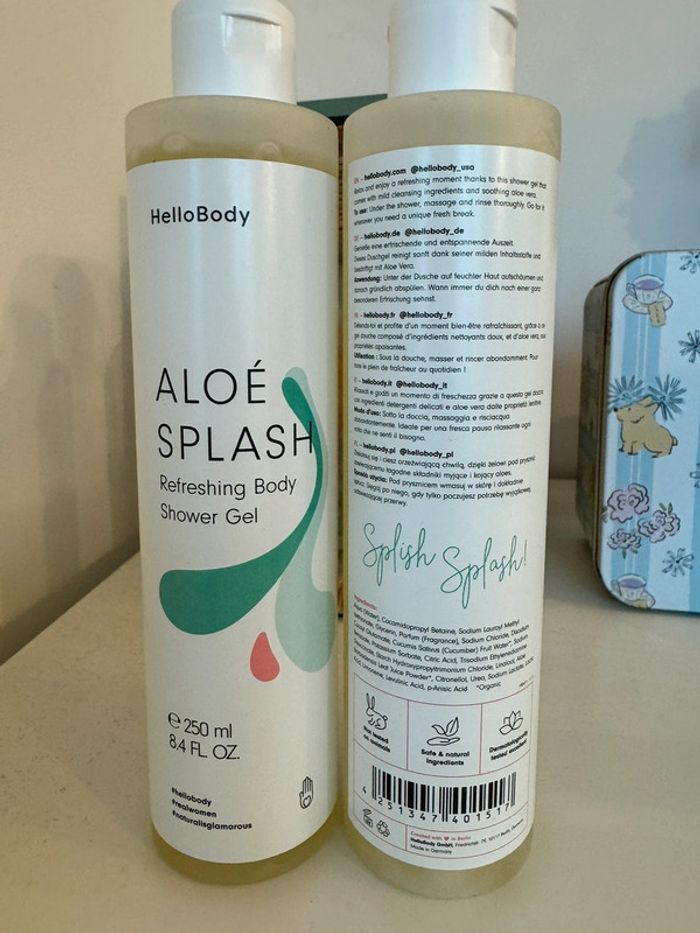 HelloBody
ALOÉ
SPLASH
Refreshing Body
Shower Gel
℮ 250 ml
8.4 FL. OZ.
#hellobody
#realwomen
#naturalisglamorous
hellobody.com @hellobody_usa
Relax and enjoy a refreshing moment thanks to this shower gel that
comes with mild cleansing ingredients and soothing aloe vera.
To use: Under the shower, massage and rinse thoroughly. Go for it
whenever you need a unique fresh break.
hellobody.de @hellobody_de
Genieße eine erfrischende und entspannende Auszeit.
Dieses Duschgel reinigt sanft dank seiner milden Inhaltsstoffe und
besänftigt mit Aloe Vera.
Anwendung: Unter der Dusche auf feuchter Haut aufschäumen und
danach gründlich abspülen. Wann immer du dich nach einer ganz
besonderen Erfrischung sehnst.
hellobody.fr @hellobody_fr
Détends-toi et profite d'un moment bien-être rafraîchissant, grâce à ce
gel douche composé d'ingrédients nettoyants doux, et d'aloe vera, aux
propriétés apaisantes.
Utilisation : Sous la douche, masser et rincer abondamment. Pour
faire le plein de fraîcheur au quotidien !
hellobody.it @hellobody_it
Rilassati e goditi un momento di freschezza grazie a questo gel doccia
con ingredienti detergenti delicati e aloe vera dalle proprietà lenitive.
Modo d'uso: Sotto la doccia, massaggia e risciacqua
abbondantemente. Ideale per una fresca pausa rilassante ogni
volta che ne senti il bisogno.
hellobody.pl @hellobody_pl
Zrelaksuj się i ciesz orzeźwiającą chwilą, dzięki żelowi pod prysznic
zawierającemu łagodne składniki myjące i kojący aloes.
Sposób użycia: Pod prysznicem wmasuj w skórę i dokładnie
spłucz. Sięgaj po niego, gdy tylko poczujesz potrzebę wyjątkowej,
odświeżającej przerwy.
Splish Splash!
Ingredients:
Aqua (Water), Cocamidopropyl Betaine, Sodium Lauroyl Methyl
Isethionate, Glycerin, Parfum (Fragrance), Sodium Chloride, Disodium
Cocoyl Glutamate, Cucumis Sativus (Cucumber) Fruit Water*, Sodium
Benzoate, Potassium Sorbate, Citric Acid, Trisodium Ethylenediamine
Disuccinate, Starch Hydroxypropyltrimonium Chloride, Linalool, Aloe
Barbadensis Leaf Juice Powder*, Citronellol, Urea, Sodium Lactate, Lactic
Acid, Limonene, Levulinic Acid, p-Anisic Acid *Organic
Not tested
on animals
Safe & natural
ingredients
Dermatologically
tested excellent
4 251347 401517
Created with ♥ in Berlin
HelloBody GmbH, Friedrichstr. 79, 10117 Berlin, Germany
Made in Germany